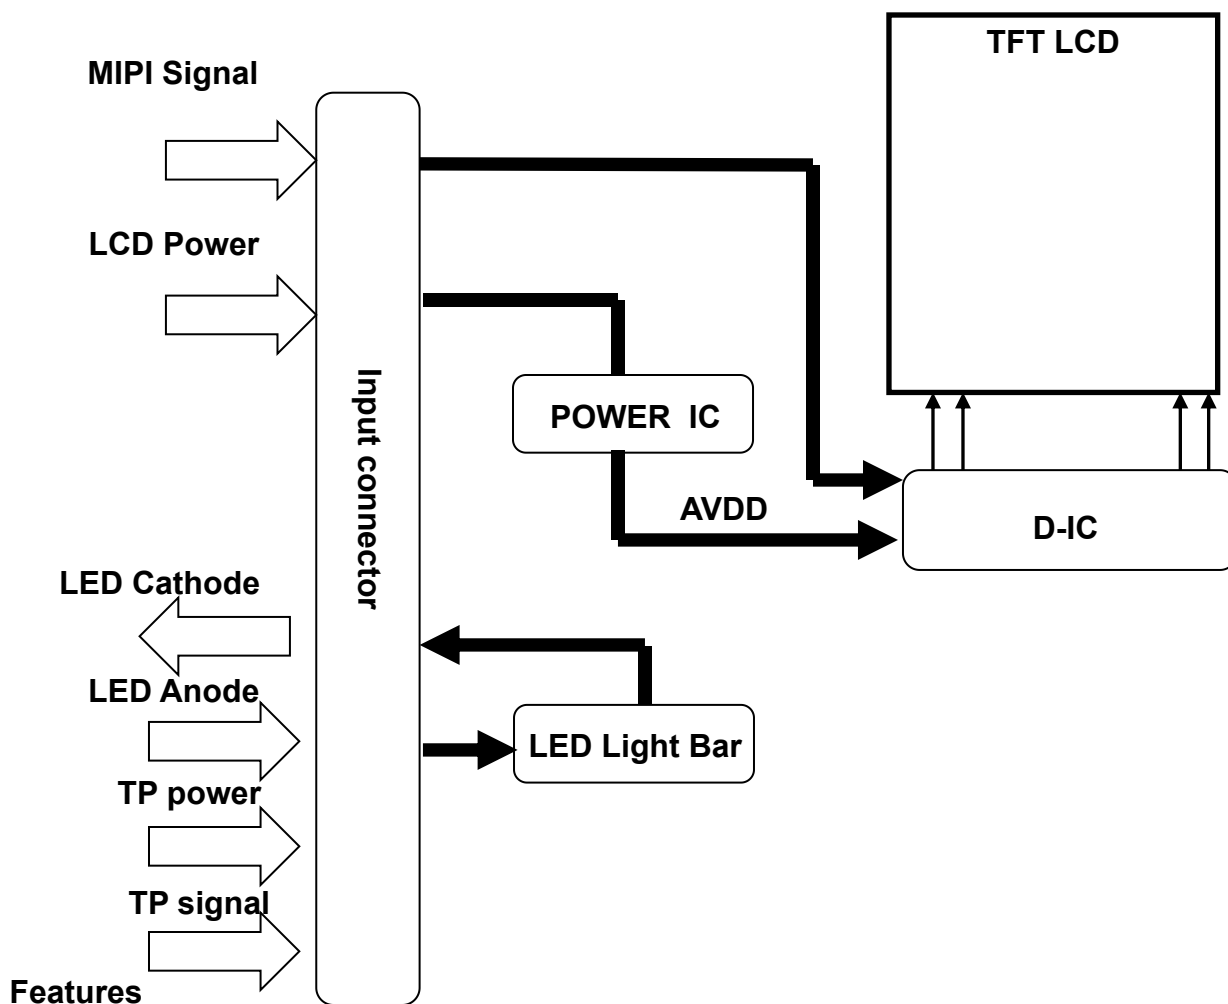 TFT LCD
MIPI Signal
LCD Power
Input connector
POWER IC
AVDD
D-IC
LED Cathode
LED Anode
LED Light Bar
TP power
TP signal
Features